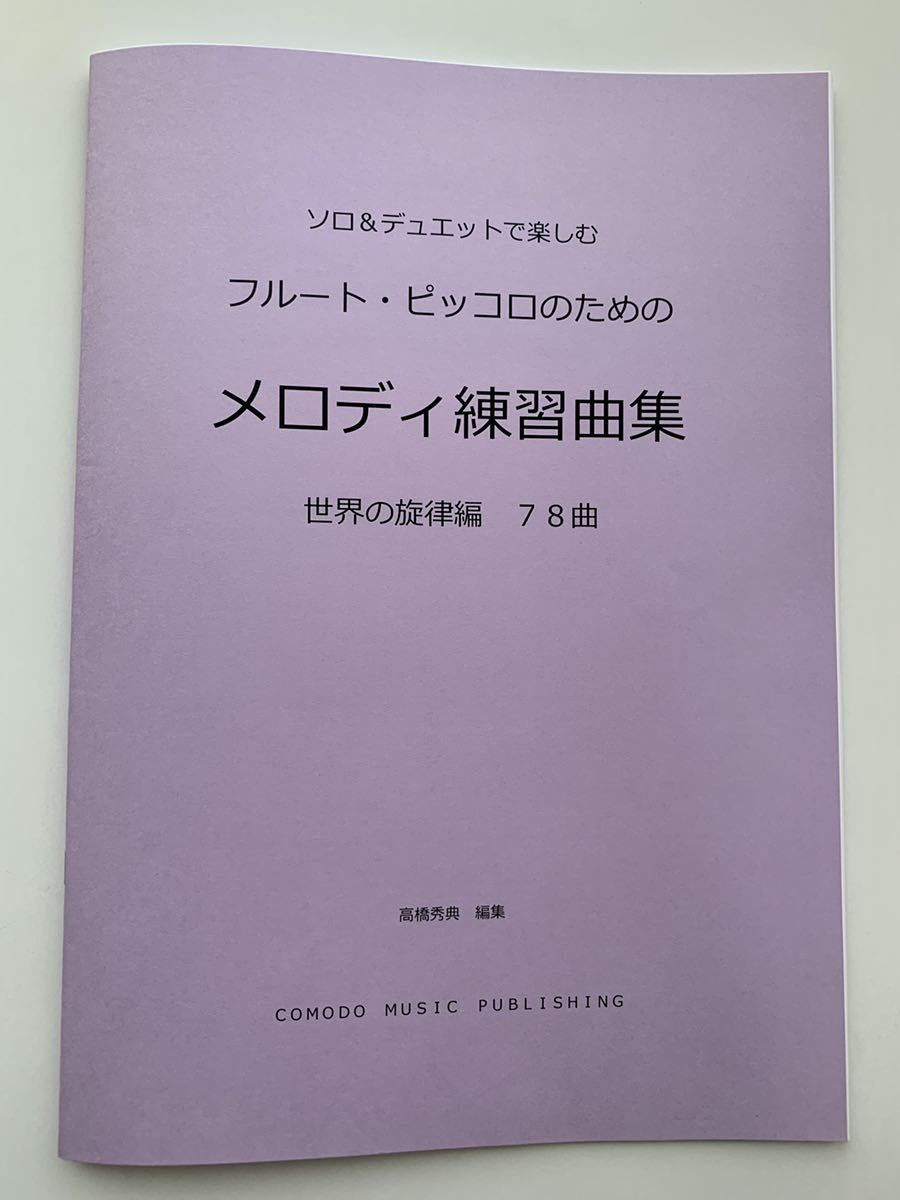 ソロ＆デュエットで楽しむ
フルート・ピッコロのための
メロディ練習曲集
世界の旋律編　７８曲
高橋秀典　編集
COMODO MUSIC PUBLISHING